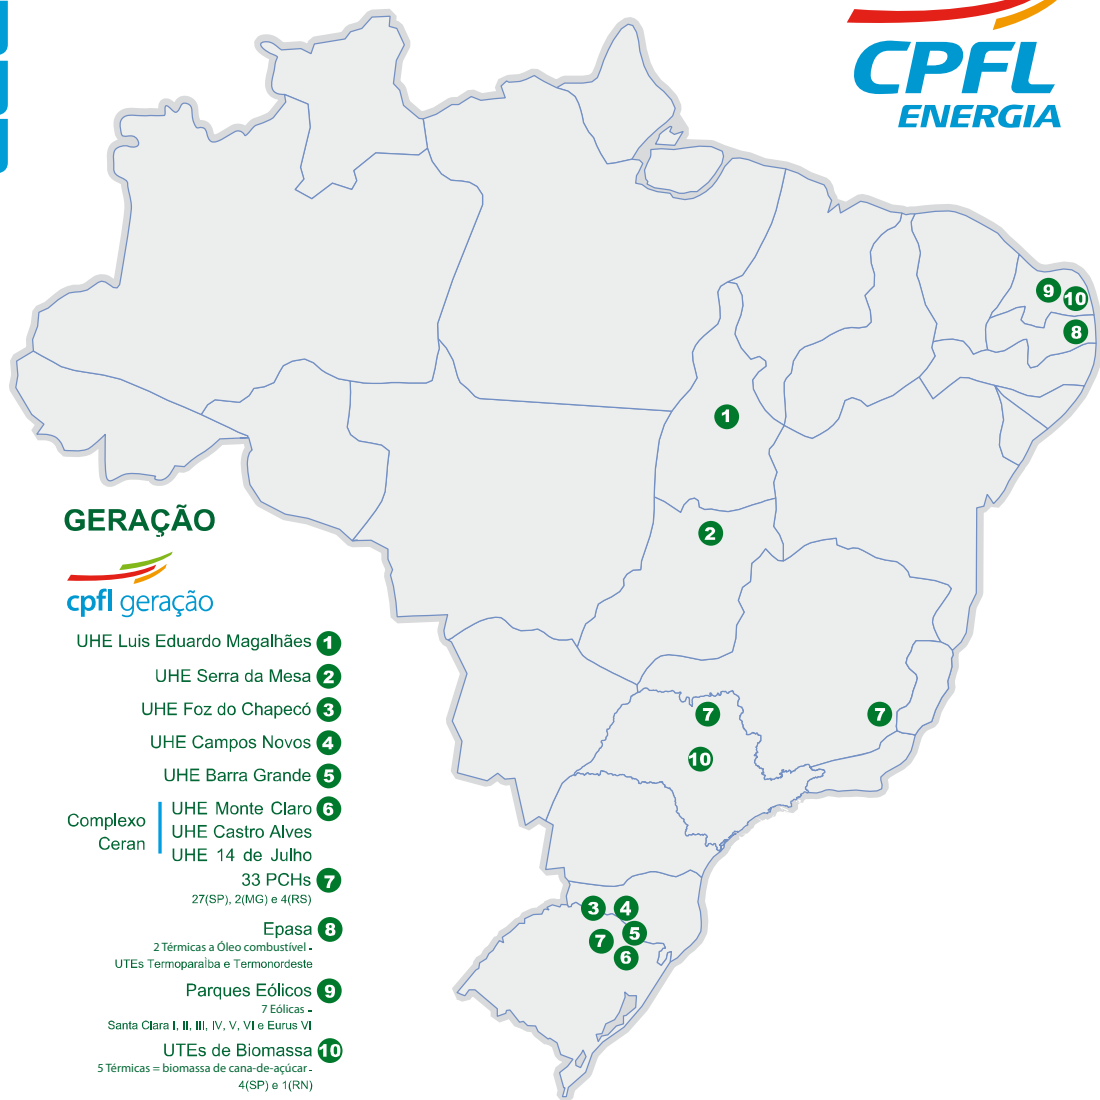 CPFL
ENERGIA
9
10
8
1
2
7
7
10
3
4
5
7
6
GERAÇÃO
cpfl geração
UHE Luis Eduardo Magalhães 1
UHE Serra da Mesa 2
UHE Foz do Chapecó 3
UHE Campos Novos 4
UHE Barra Grande 5
Complexo Ceran
UHE Monte Claro 6
UHE Castro Alves
UHE 14 de Julho
33 PCHs 7
27(SP), 2(MG) e 4(RS)
Epasa 8
2 Térmicas a Óleo combustível -
UTEs Termoparaíba e Termonordeste
Parques Eólicos 9
7 Eólicas -
Santa Clara I, II, III, IV, V, VI e Eurus VI
UTEs de Biomassa 10
5 Térmicas = biomassa de cana-de-açúcar -
4(SP) e 1(RN)